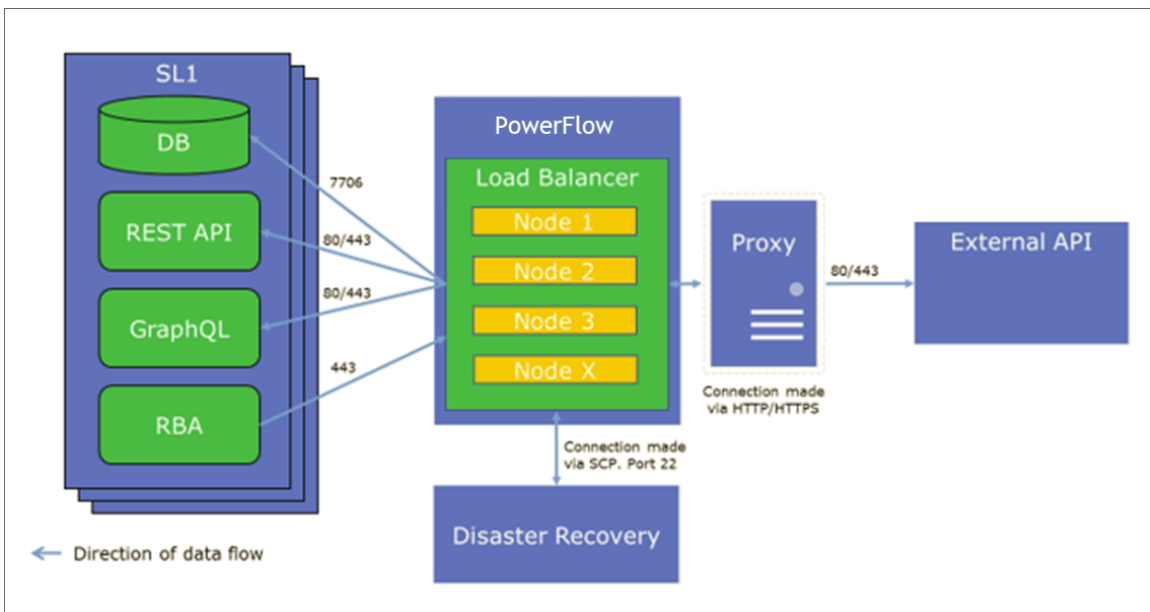 SL1
DB
REST API
GraphQL
RBA
7706
80/443
80/443
443
PowerFlow
Load Balancer
Node 1
Node 2
Node 3
Node X
Proxy
Connection made
via HTTP/HTTPS
80/443
External API
Connection made
via SCP. Port 22
Disaster Recovery
Direction of data flow